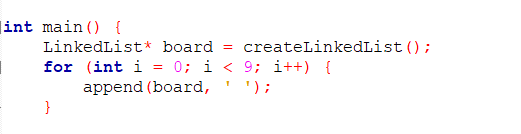 int main() {
    LinkedList* board = createLinkedList();
    for (int i = 0; i < 9; i++) {
        append(board, ' ');
    }